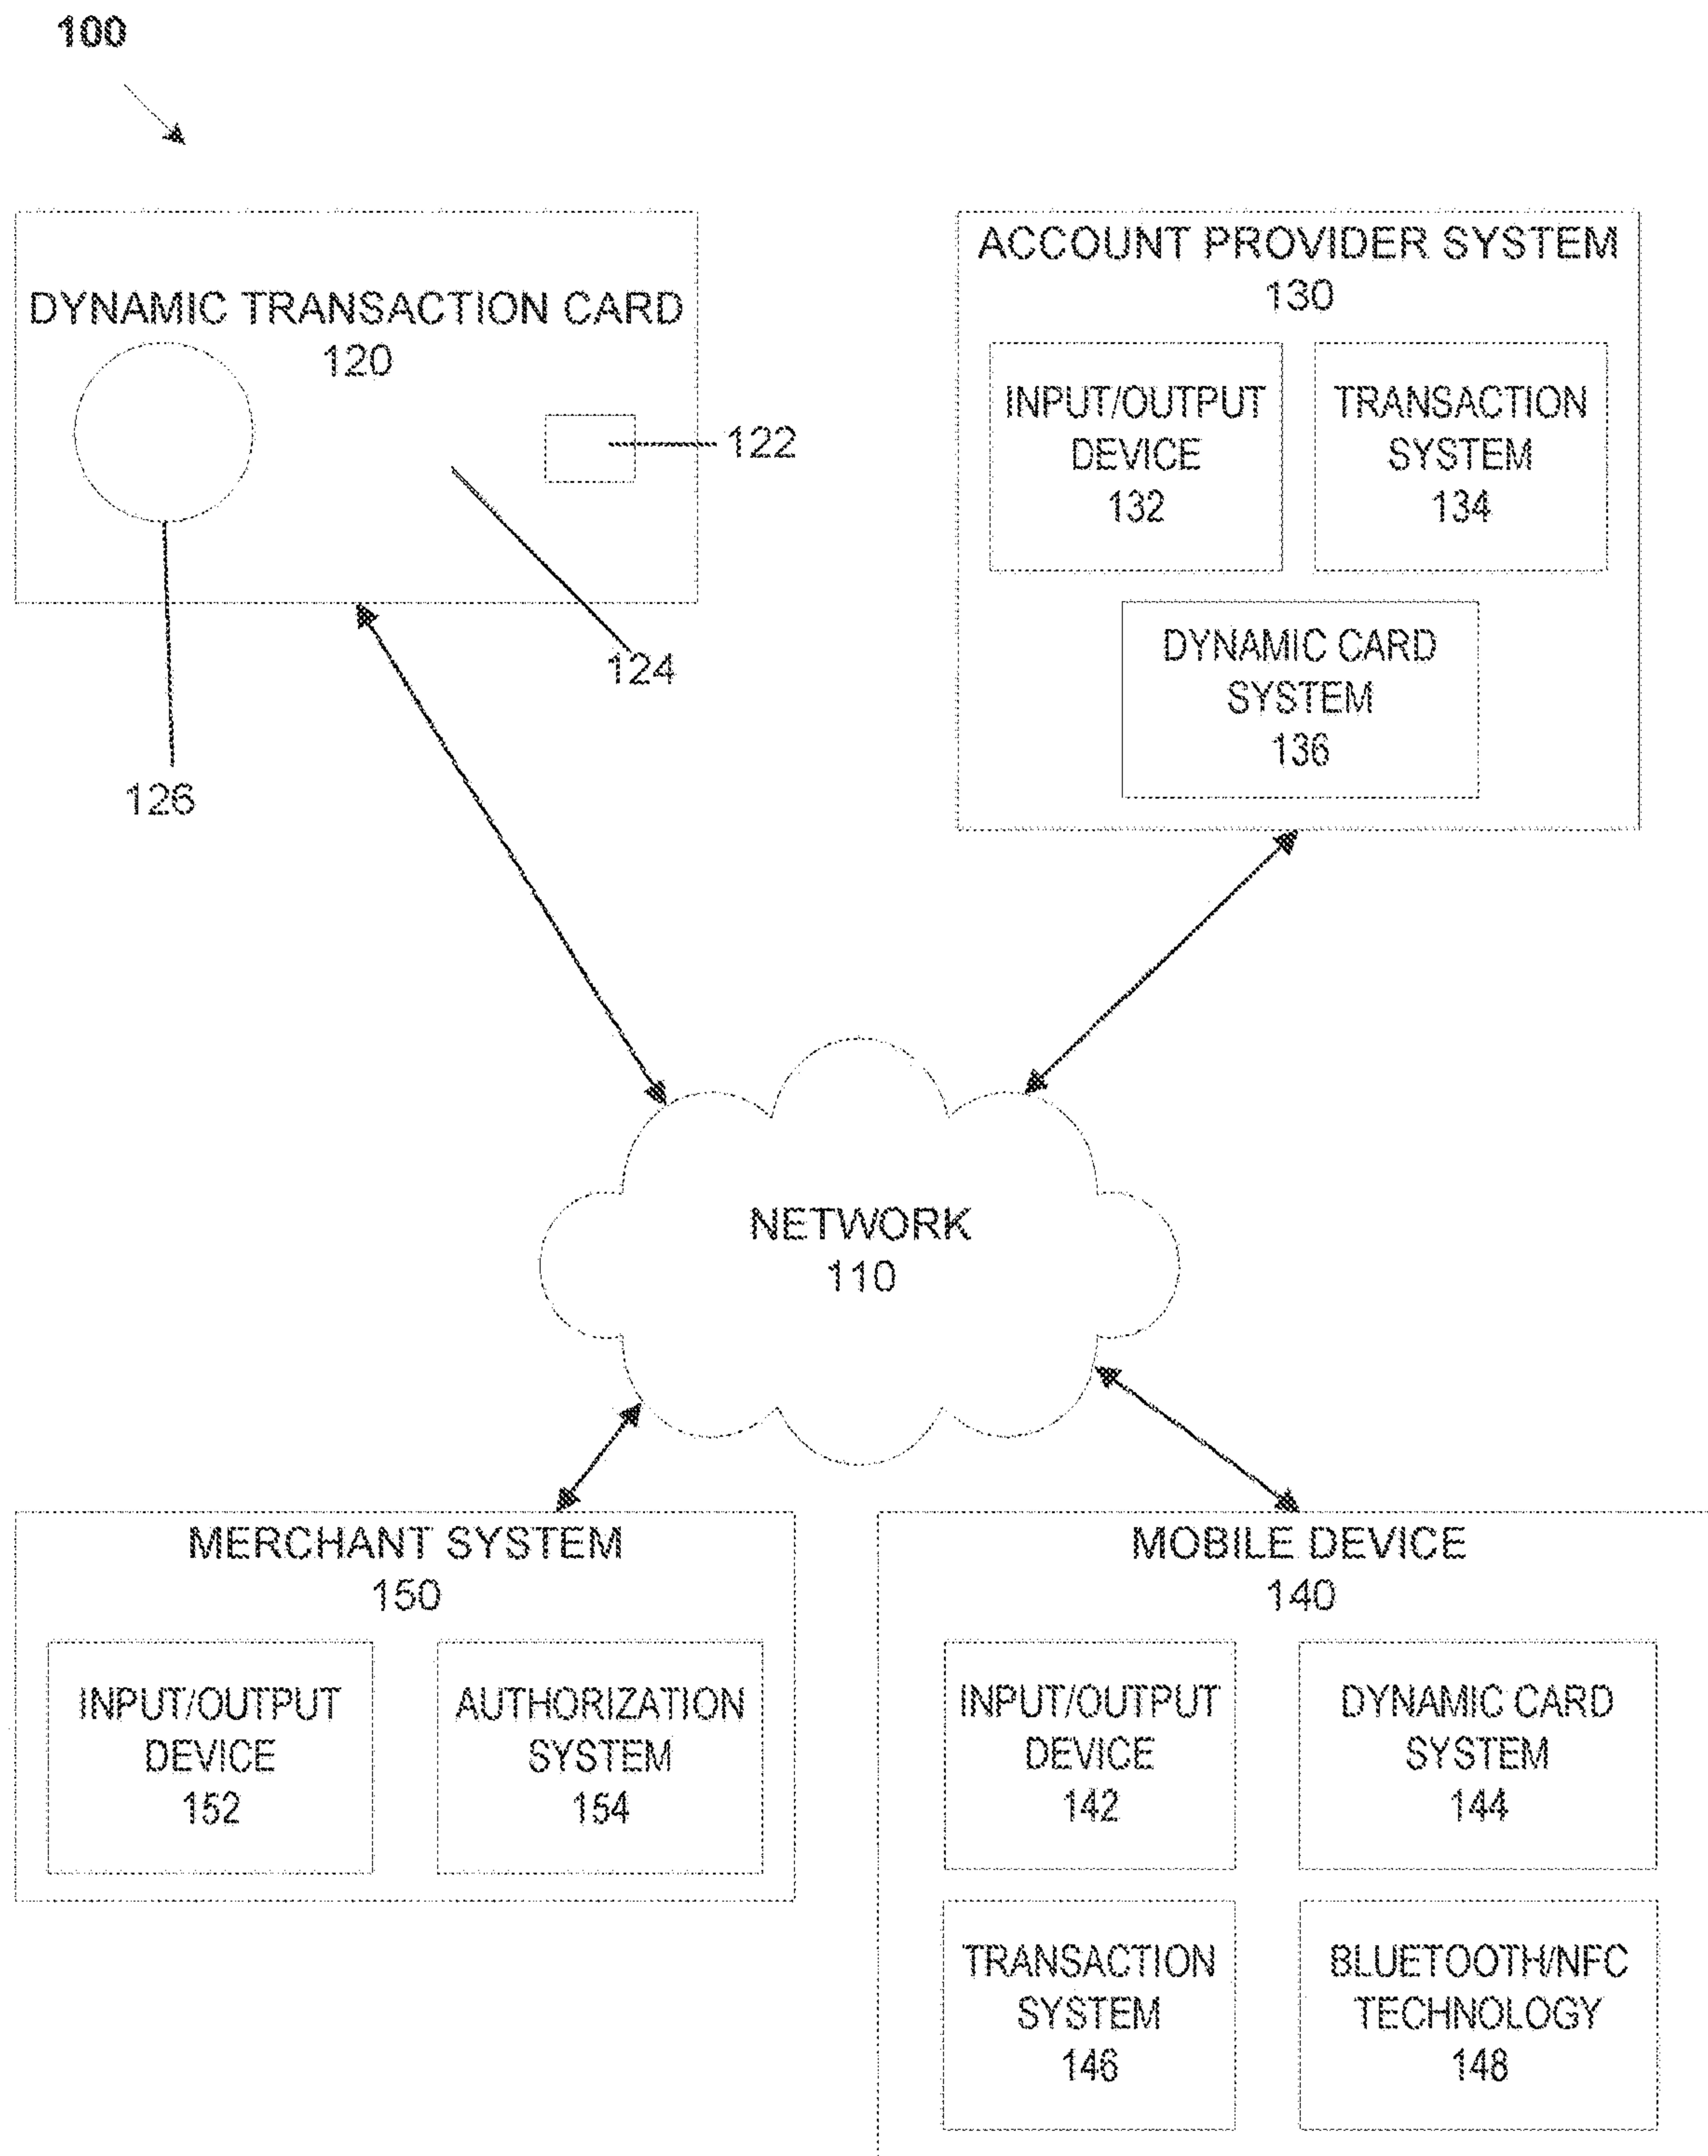 100
DYNAMIC TRANSACTION CARD
120
122
124
126
ACCOUNT PROVIDER SYSTEM
130
INPUT/OUTPUT
DEVICE
132
TRANSACTION
SYSTEM
134
DYNAMIC CARD
SYSTEM
136
NETWORK
110
MERCHANT SYSTEM
150
INPUT/OUTPUT
DEVICE
152
AUTHORIZATION
SYSTEM
154
MOBILE DEVICE
140
INPUT/OUTPUT
DEVICE
142
DYNAMIC CARD
SYSTEM
144
TRANSACTION
SYSTEM
146
BLUETOOTH/NFC
TECHNOLOGY
148